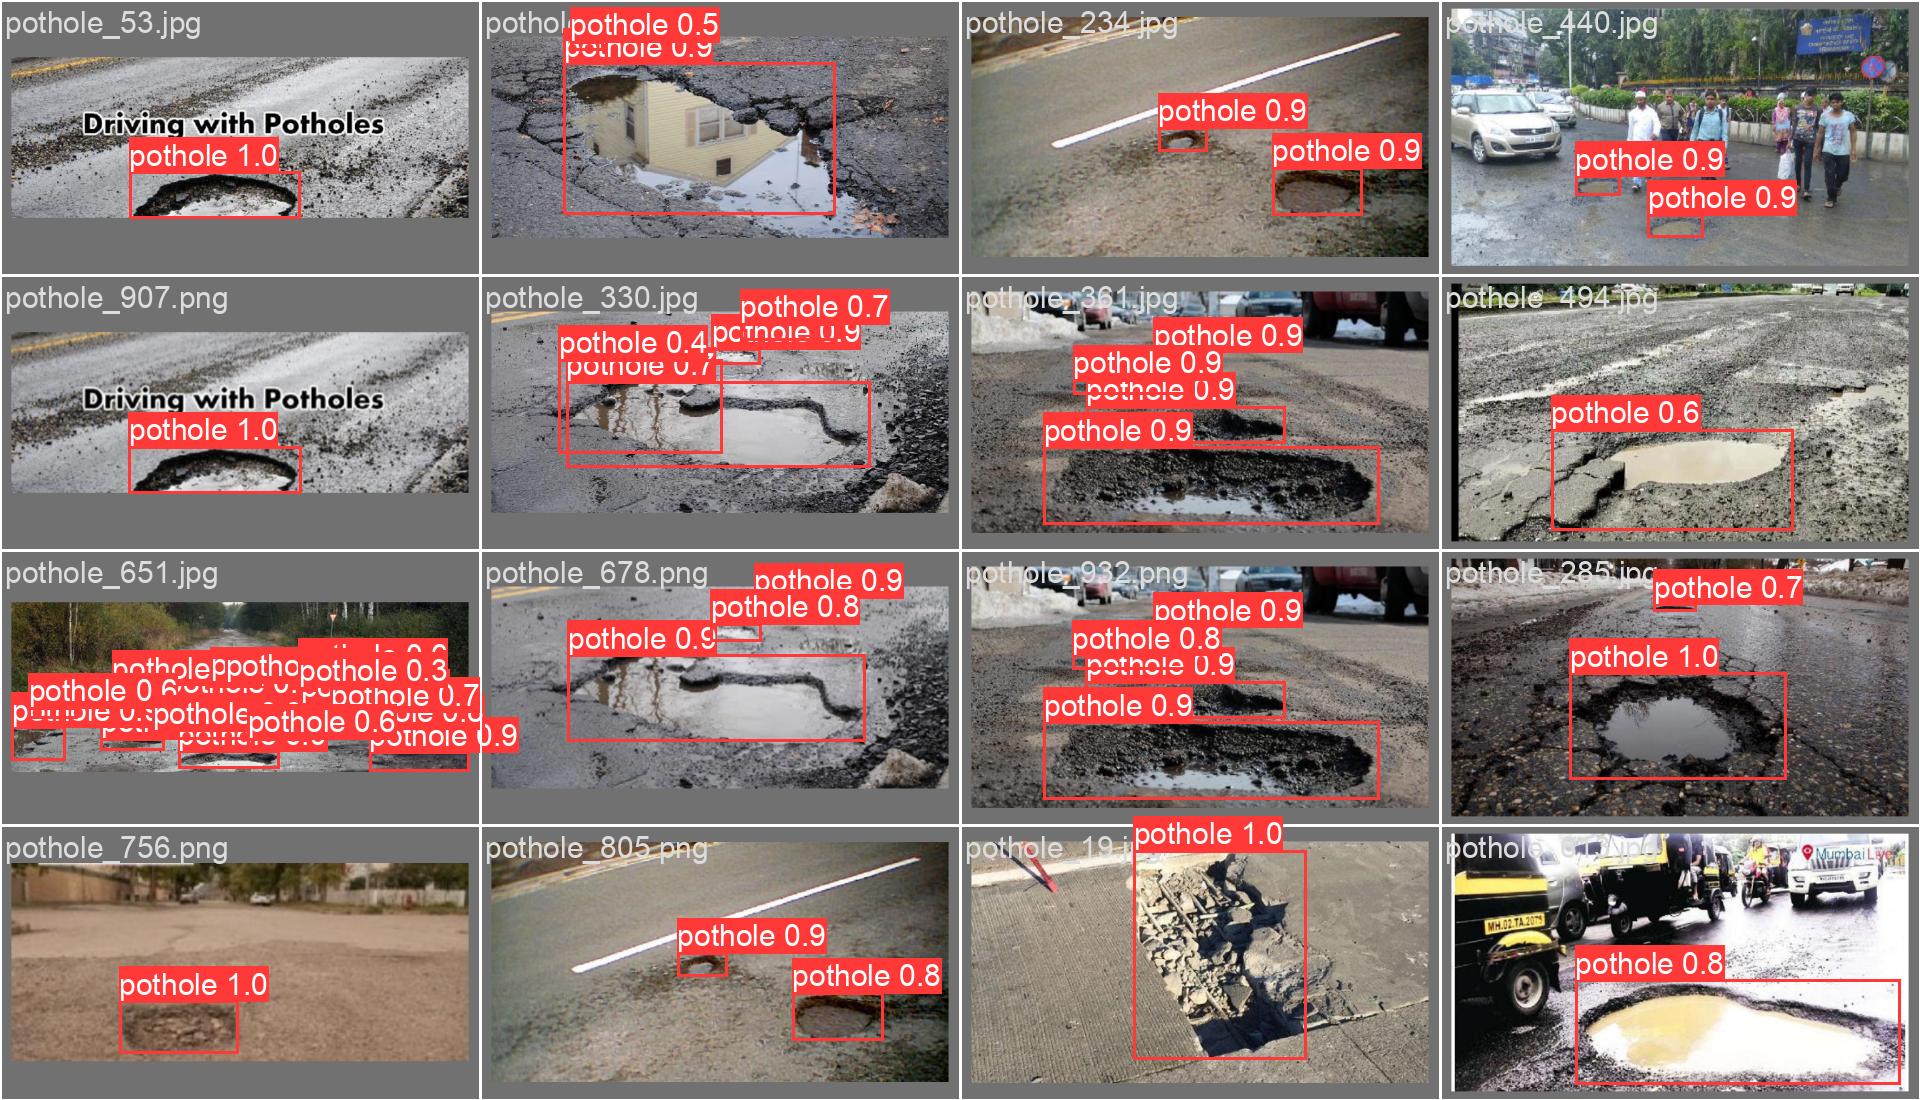 pothole_53.jpg
Driving with Potholes
pothole 1.0
pothole 0.5
pothole 0.9
pothole_234.jpg
pothole 0.9
pothole 0.9
pothole_440.jpg
pothole 0.9
pothole 0.9
pothole_907.png
Driving with Potholes
pothole 1.0
pothole_330.jpg
pothole 0.7
pothole 0.9
pothole 0.4
pothole 0.7
pothole_361.jpg
pothole 0.9
pothole 0.9
pothole 0.9
pothole 0.9
pothole_494.jpg
pothole 0.6
pothole_651.jpg
pothole 0.3
pothole 0.7
pothole 0.6
pothole 0.9
pothole_678.png
pothole 0.9
pothole 0.8
pothole 0.9
pothole_932.png
pothole 0.9
pothole 0.8
pothole 0.9
pothole 0.9
pothole_285.jpg
pothole 0.7
pothole 1.0
pothole_756.png
pothole 1.0
pothole_805.png
pothole 0.9
pothole 0.8
pothole_19.j
pothole 1.0
Mumbai Live
MH.02.TA.2079
pothole 0.8